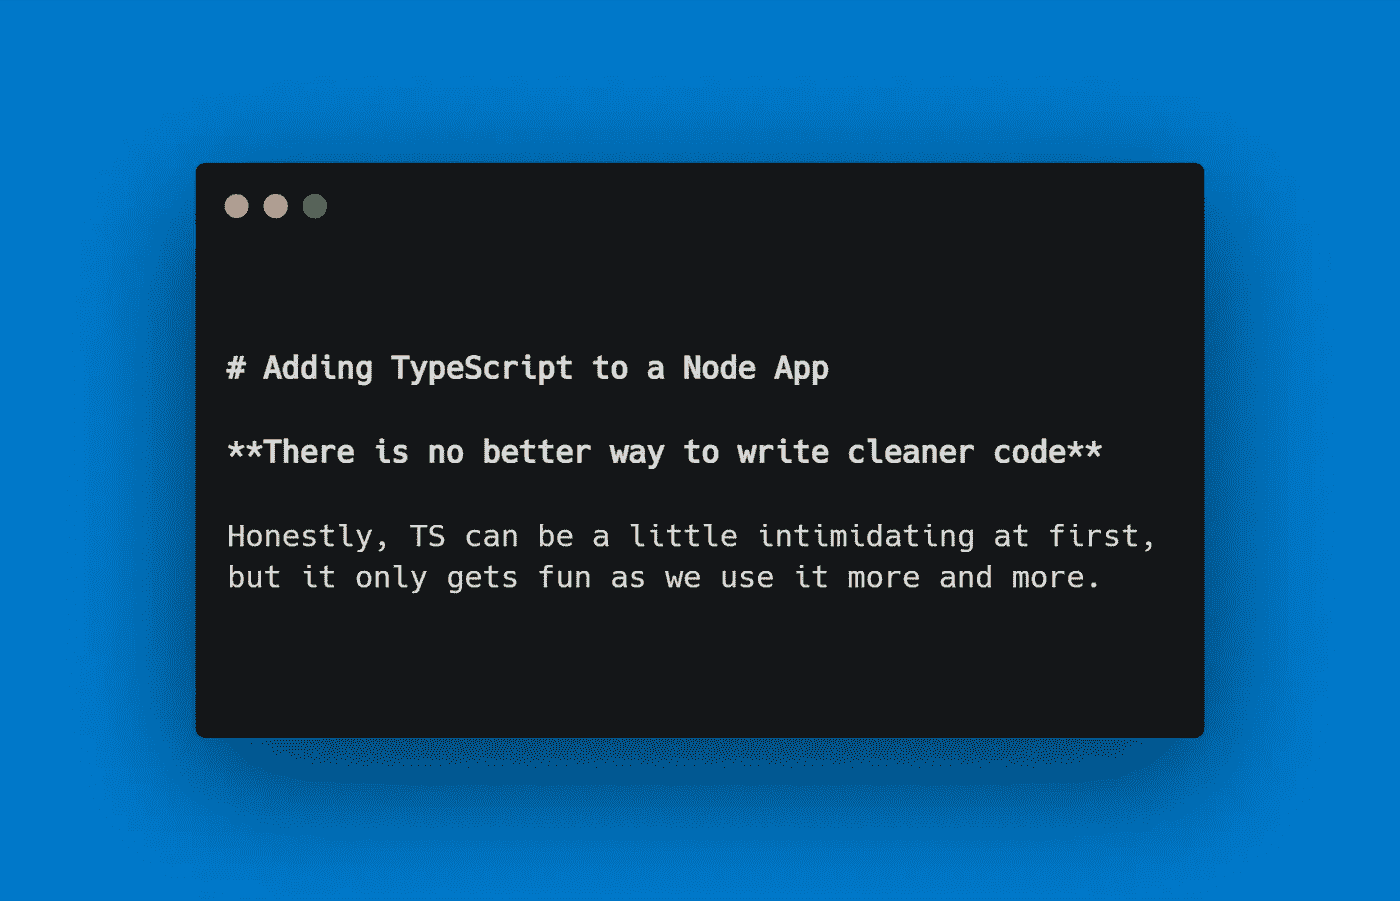 # Adding TypeScript to a Node App
**There is no better way to write cleaner code**
Honestly, TS can be a little intimidating at first,
but it only gets fun as we use it more and more.